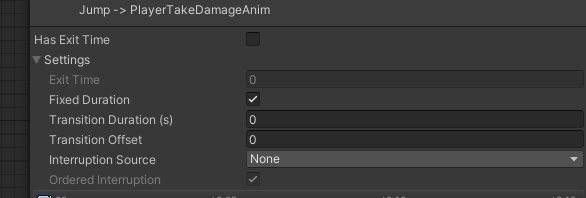 Jump -> PlayerTakeDamageAnim
Has Exit Time
Settings
Exit Time 0
Fixed Duration
Transition Duration (s) 0
Transition Offset 0
Interruption Source None
Ordered Interruption